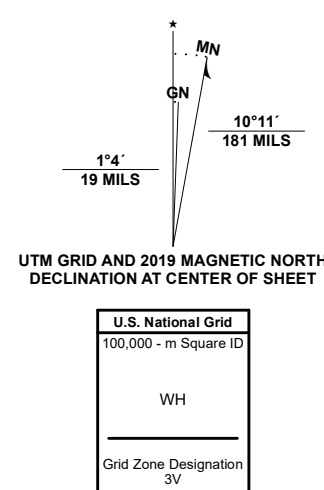 ★
MN
GN
10°11´
181 MILS
1°4´
19 MILS
UTM GRID AND 2019 MAGNETIC NORTH
DECLINATION AT CENTER OF SHEET
U.S. National Grid
100,000 - m Square ID
WH
Grid Zone Designation
3V